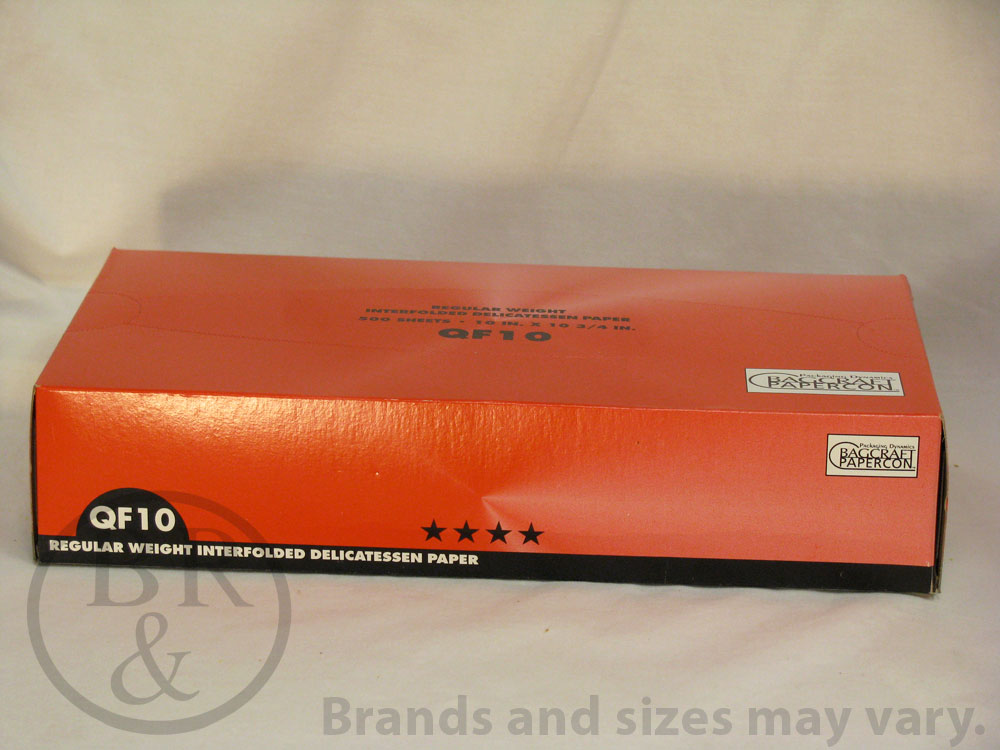 REGULAR WEIGHT
INTERFOLDED DELICATESSEN PAPER
500 SHEETS - 10 IN. X 10 3/4 IN.
QF10
Packaging Dynamics
BAGCRAFT
PAPERCON
Packaging Dynamics
BAGCRAFT
PAPERCON
QF10
REGULAR WEIGHT INTERFOLDED DELICATESSEN PAPER
B&R
Brands and sizes may vary.